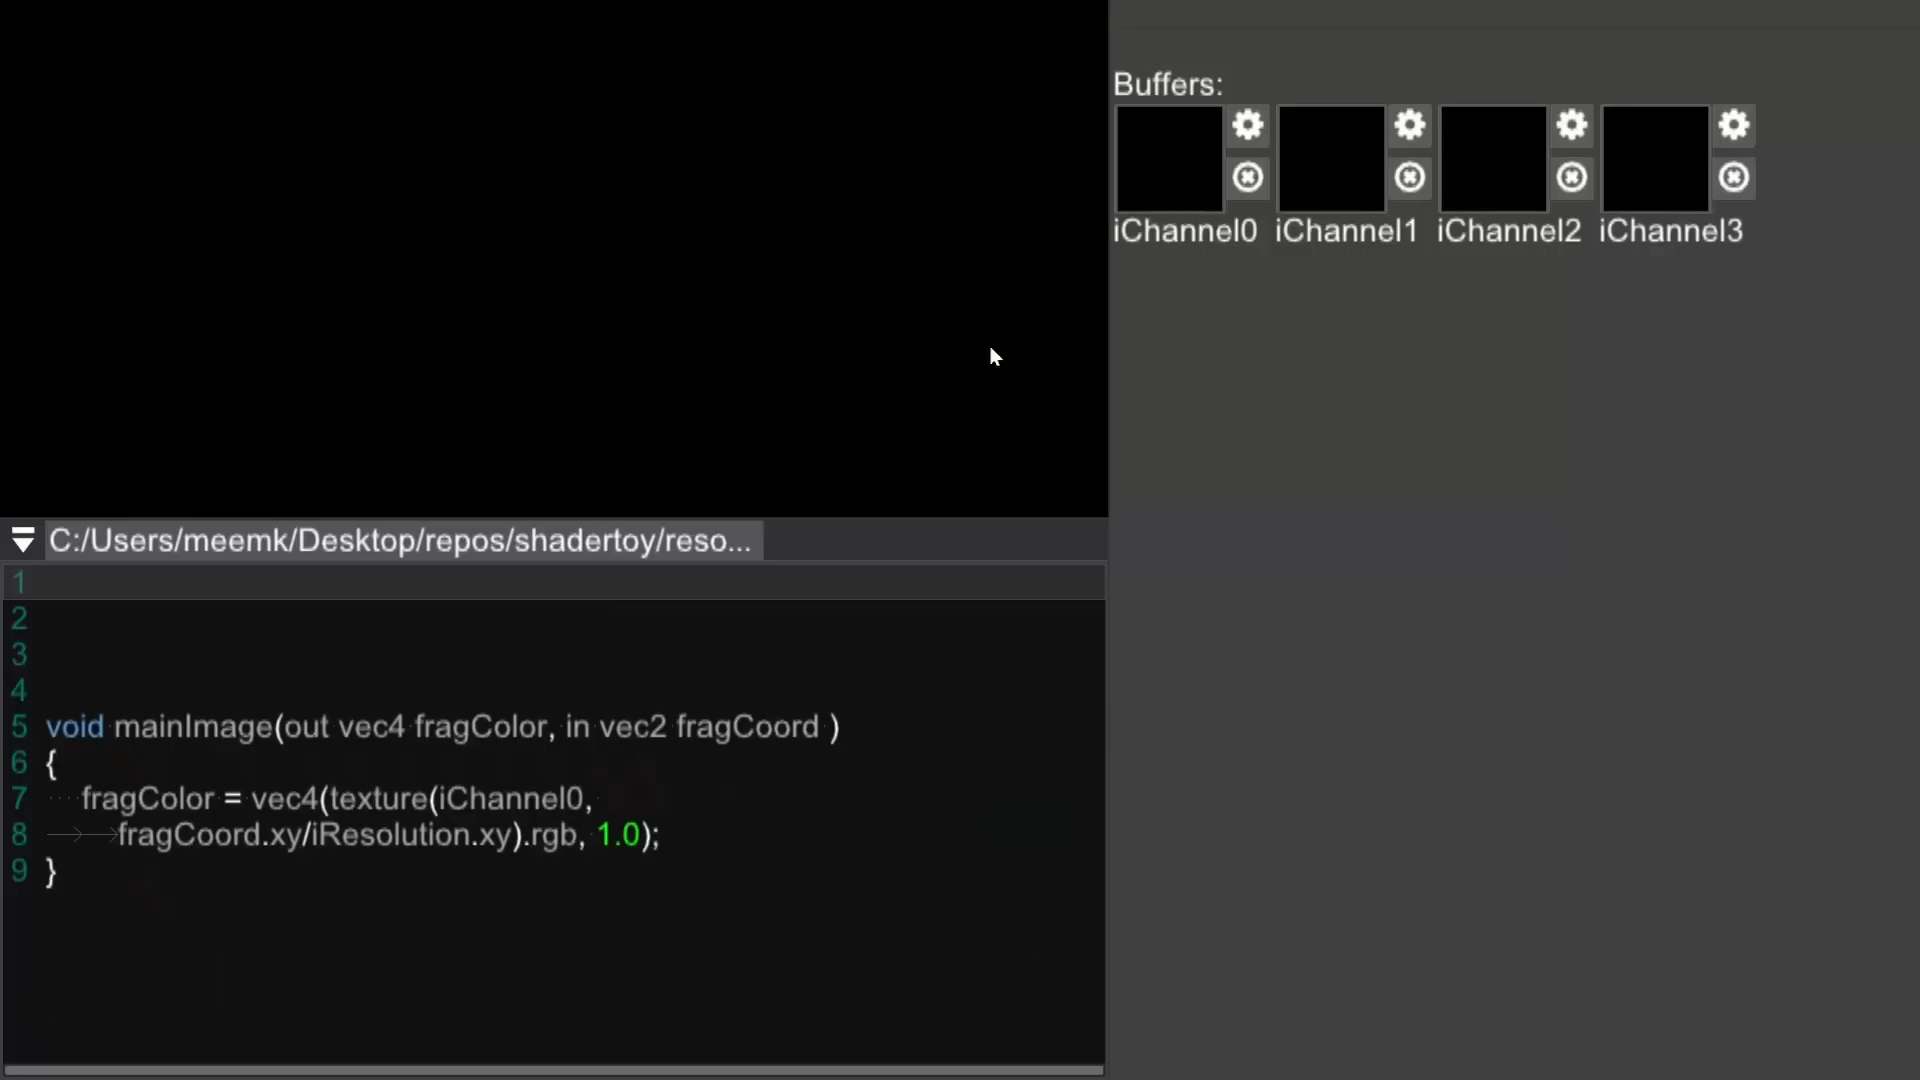 Buffers:
iChannel0 iChannel1 iChannel2 iChannel3
C:/Users/meemk/Desktop/repos/shadertoy/reso...
1
2
3
4
5 void mainImage(out vec4 fragColor, in vec2 fragCoord )
6 {
7 fragColor = vec4(texture(iChannel0,
8 fragCoord.xy/iResolution.xy).rgb, 1.0);
9 }